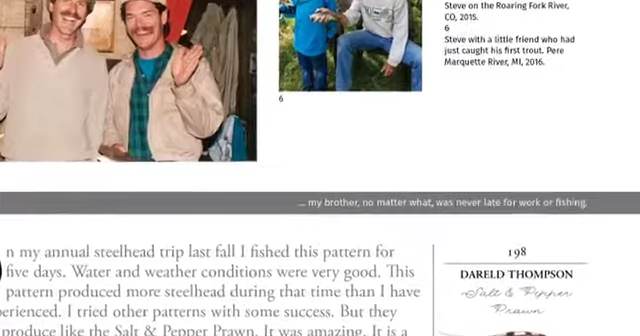 Steve on the Roaring Fork River,
CO, 2015.
6
Steve with a little friend who had
just caught his first trout. Pere
Marquette River, MI, 2016.
6
... my brother, no matter what, was never late for work or fishing.
n my annual steelhead trip last fall I fished this pattern for
five days. Water and weather conditions were very good. This
pattern produced more steelhead during that time than I have
perienced. I tried other patterns with some success. But they
produce like the Salt & Pepper Prawn. It was amazing. It is a
198
DARELD THOMPSON
Salt & Pepper
Prawn